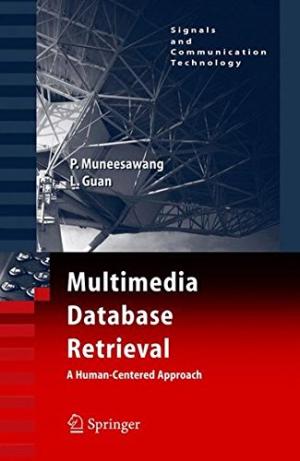 Signals
and
Communication
Technology
P. Muneesawang
L. Guan
Multimedia
Database
Retrieval
A Human-Centered Approach
Springer